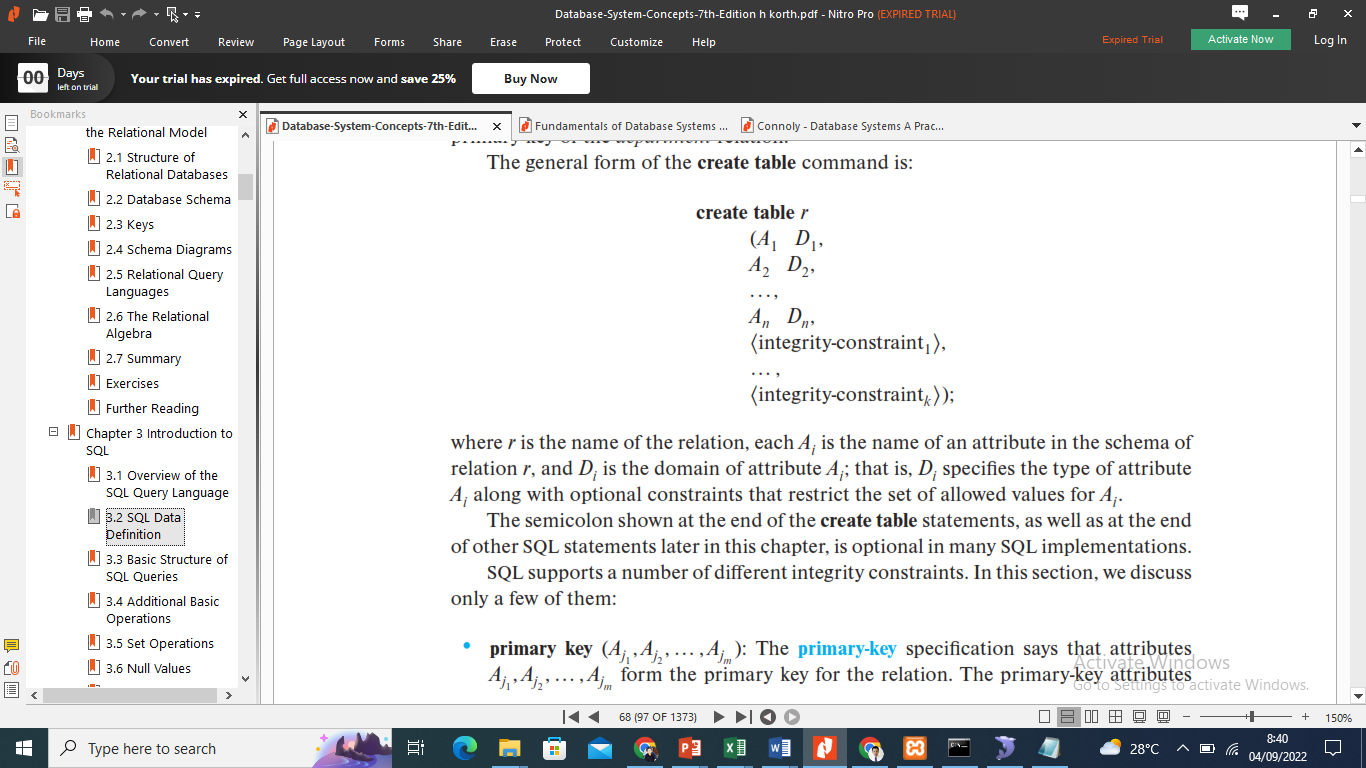 Database-System-Concepts-7th-Edition h korth.pdf - Nitro Pro (EXPIRED TRIAL)
File Home Convert Review Page Layout Forms Share Erase Protect Customize Help Expired Trial Activate Now Log In
00 Days left on trial
Your trial has expired. Get full access now and save 25% Buy Now
Bookmarks
the Relational Model
2.1 Structure of
Relational Databases
2.2 Database Schema
2.3 Keys
2.4 Schema Diagrams
2.5 Relational Query
Languages
2.6 The Relational
Algebra
2.7 Summary
Exercises
Further Reading
Chapter 3 Introduction to
SQL
3.1 Overview of the
SQL Query Language
3.2 SQL Data
Definition
3.3 Basic Structure of
SQL Queries
3.4 Additional Basic
Operations
3.5 Set Operations
3.6 Null Values
Database-System-Concepts-7th-Edit... Fundamentals of Database Systems ... Connoly - Database Systems A Prac...
primary key of the department relation.
The general form of the create table command is:
create table r
(A1 D1,
A2 D2,
...,
An Dn,
⟨integrity-constraint1⟩,
...,
⟨integrity-constraintk⟩);
where r is the name of the relation, each Ai is the name of an attribute in the schema of
relation r, and Di is the domain of attribute Ai; that is, Di specifies the type of attribute
Ai along with optional constraints that restrict the set of allowed values for Ai.
The semicolon shown at the end of the create table statements, as well as at the end
of other SQL statements later in this chapter, is optional in many SQL implementations.
SQL supports a number of different integrity constraints. In this section, we discuss
only a few of them:
• primary key (Aj1, Aj2, ..., Ajm): The primary-key specification says that attributes
Aj1, Aj2, ..., Ajm form the primary key for the relation. The primary-key attributes
Activate Windows
Go to Settings to activate Windows.
68 (97 OF 1373)
150%
Type here to search
28°C
8:40
04/09/2022